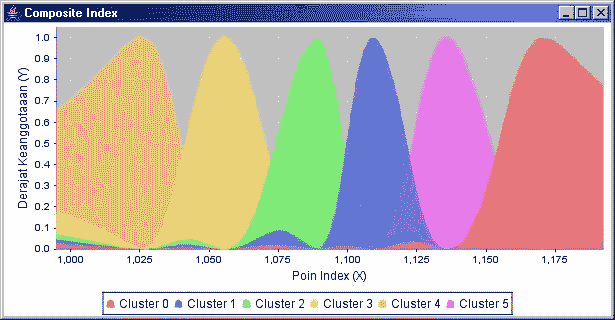 Composite Index
Derajat Keanggotaaan (Y)
1.0
0.9
0.8
0.7
0.6
0.5
0.4
0.3
0.2
0.1
0.0
1,000 1,025 1,050 1,075 1,100 1,125 1,150 1,175
Poin Index (X)
Cluster 0 Cluster 1 Cluster 2 Cluster 3 Cluster 4 Cluster 5